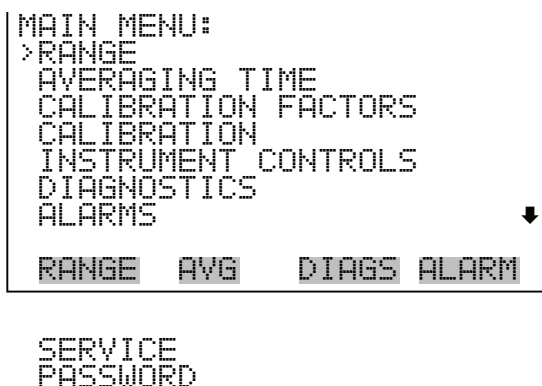 MAIN MENU:
>RANGE
AVERAGING TIME
CALIBRATION FACTORS
CALIBRATION
INSTRUMENT CONTROLS
DIAGNOSTICS
ALARMS
RANGE AVG DIAGS ALARM
SERVICE
PASSWORD